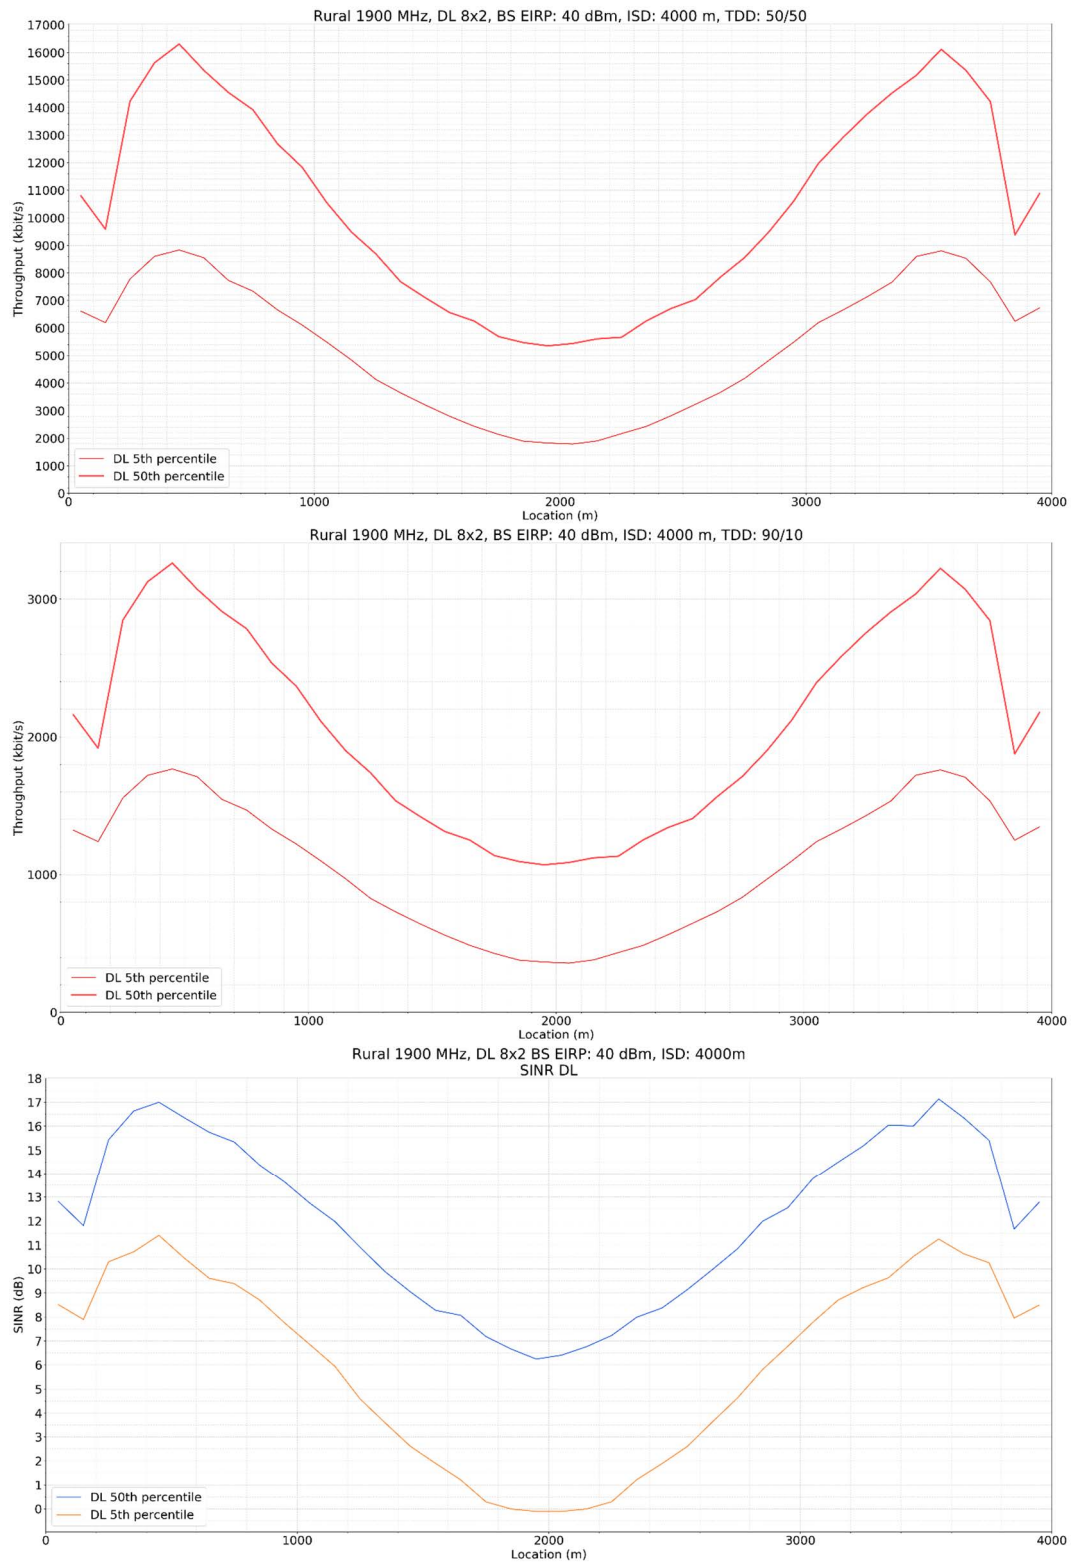 Rural 1900 MHz, DL 8x2, BS EIRP: 40 dBm, ISD: 4000 m, TDD: 50/50
17000
16000
15000
14000
13000
12000
11000
10000
9000
8000
7000
6000
5000
4000
3000
2000
1000
0
Throughput (kbit/s)
DL 5th percentile
DL 50th percentile
0 1000 2000 3000 4000
Location (m)
Rural 1900 MHz, DL 8x2, BS EIRP: 40 dBm, ISD: 4000 m, TDD: 90/10
3000
2000
1000
0
Throughput (kbit/s)
DL 5th percentile
DL 50th percentile
0 1000 2000 3000 4000
Location (m)
Rural 1900 MHz, DL 8x2 BS EIRP: 40 dBm, ISD: 4000m
SINR DL
18
17
16
15
14
13
12
11
10
9
8
7
6
5
4
3
2
1
0
SINR (dB)
DL 50th percentile
DL 5th percentile
0 1000 2000 3000 4000
Location (m)